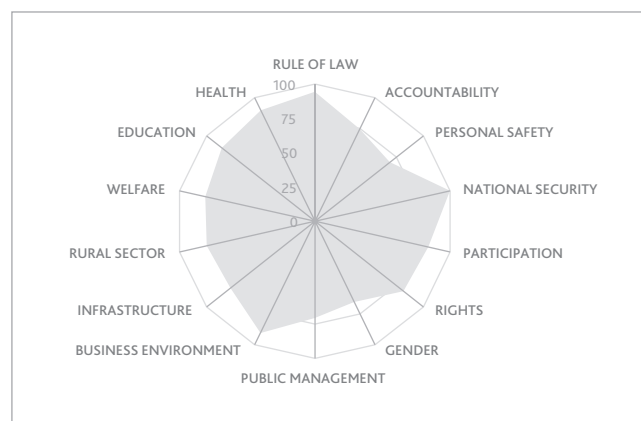 RULE OF LAW
100
HEALTH
ACCOUNTABILITY
75
EDUCATION
PERSONAL SAFETY
50
WELFARE
25
NATIONAL SECURITY
0
RURAL SECTOR
PARTICIPATION
INFRASTRUCTURE
RIGHTS
BUSINESS ENVIRONMENT
GENDER
PUBLIC MANAGEMENT